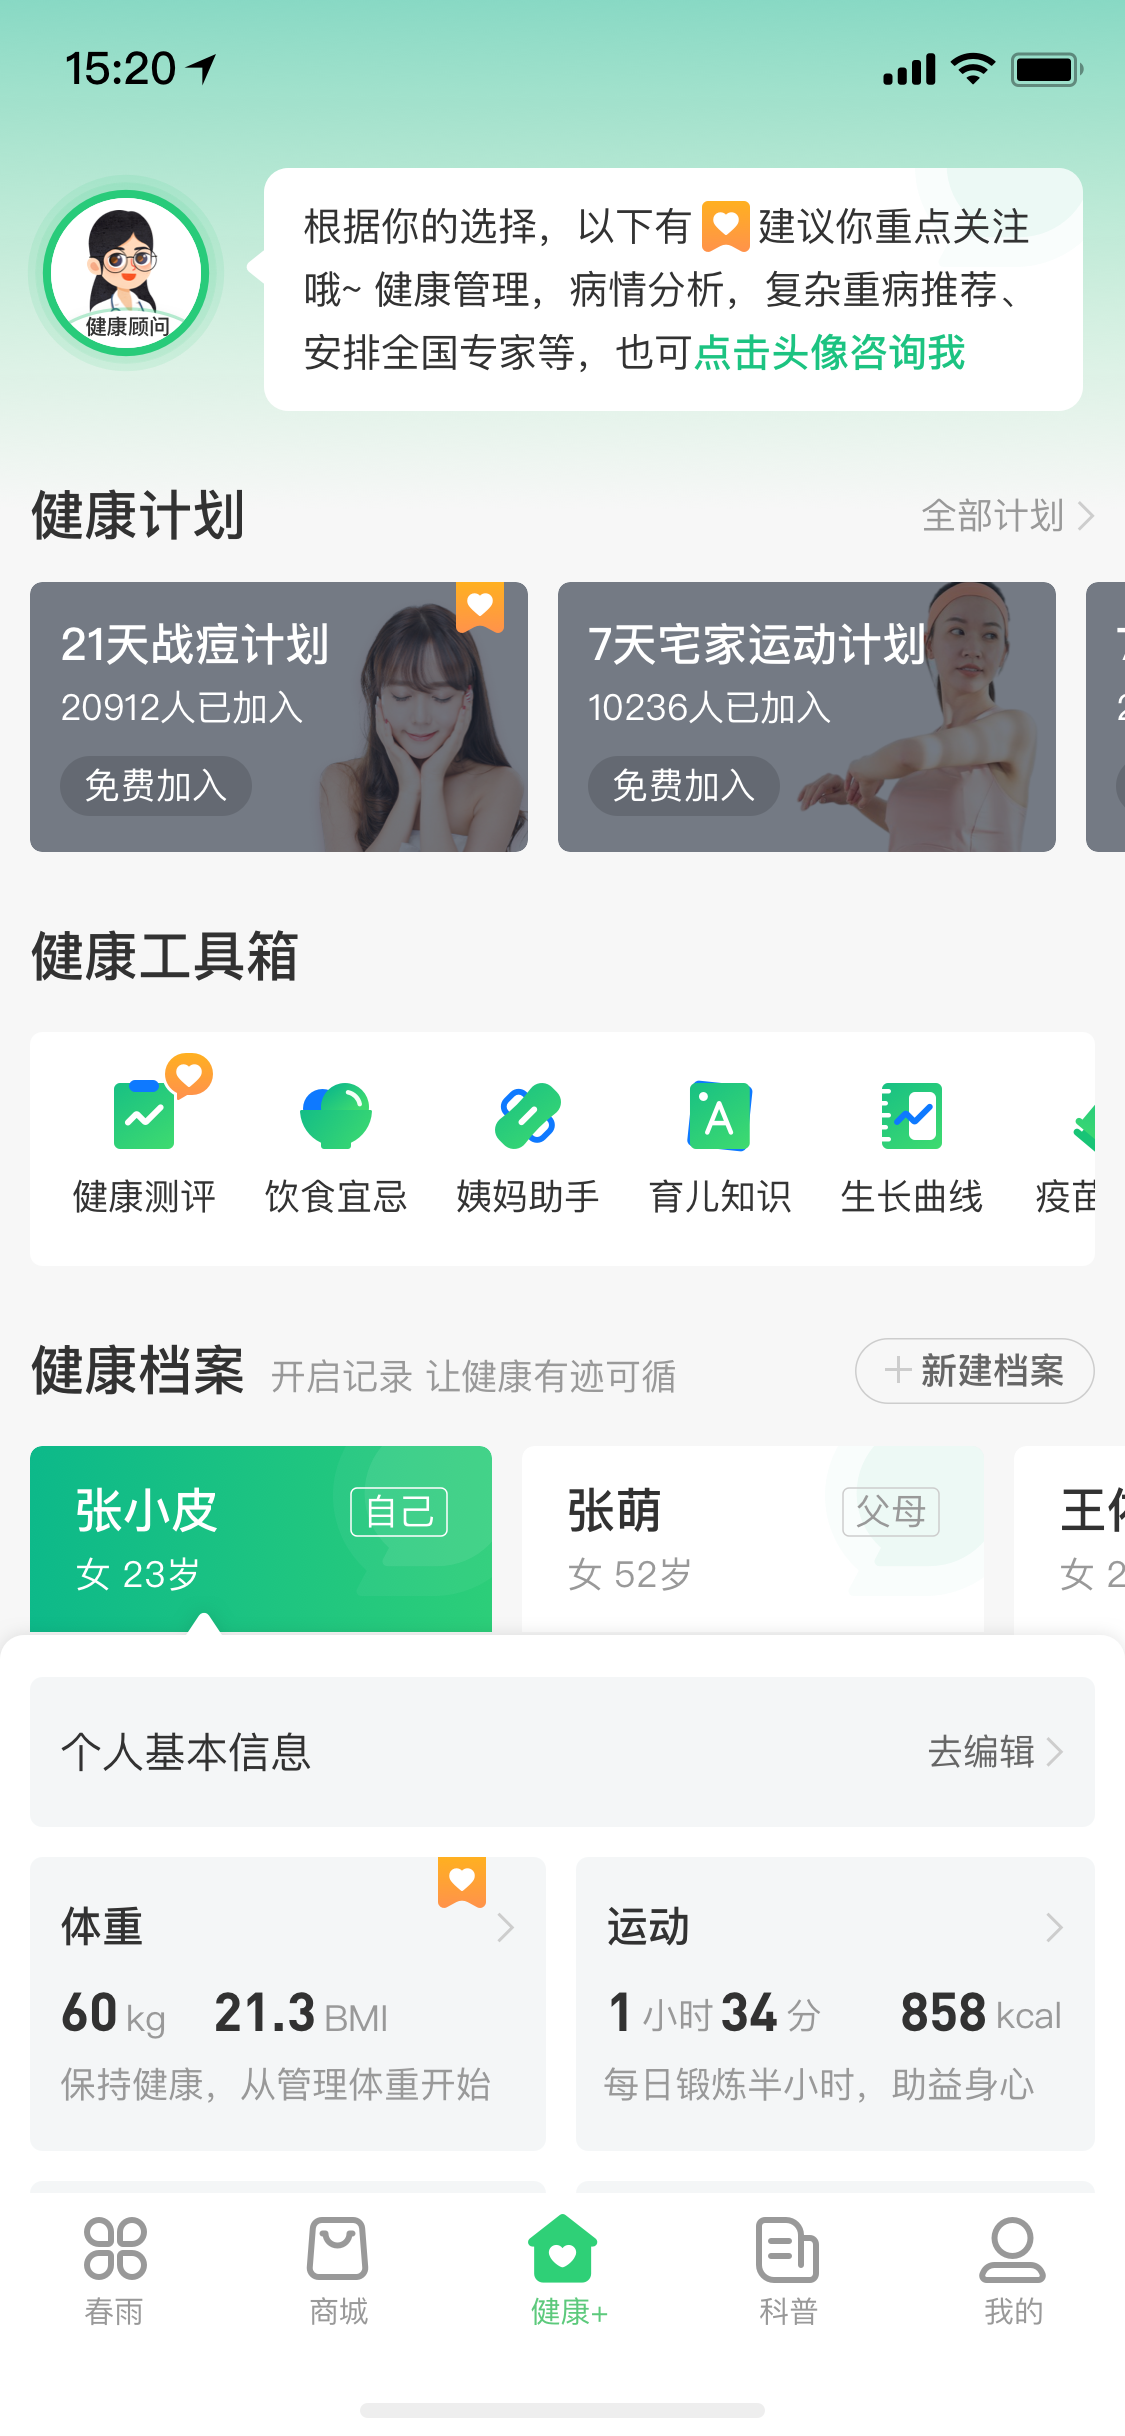 15:20
健康顾问
根据你的选择，以下有 建议你重点关注
哦~ 健康管理，病情分析，复杂重病推荐、
安排全国专家等，也可点击头像咨询我
健康计划
全部计划
21天战痘计划
20912人已加入
免费加入
7天宅家运动计划
10236人已加入
免费加入
健康工具箱
健康测评
饮食宜忌
姨妈助手
育儿知识
生长曲线
疫苗
健康档案 开启记录 让健康有迹可循
新建档案
张小皮 自己
女 23岁
张萌 父母
女 52岁
王
女 2
个人基本信息
去编辑
体重
60 kg 21.3 BMI
保持健康，从管理体重开始
运动
1 小时 34 分 858 kcal
每日锻炼半小时，助益身心
春雨
商城
健康+
科普
我的